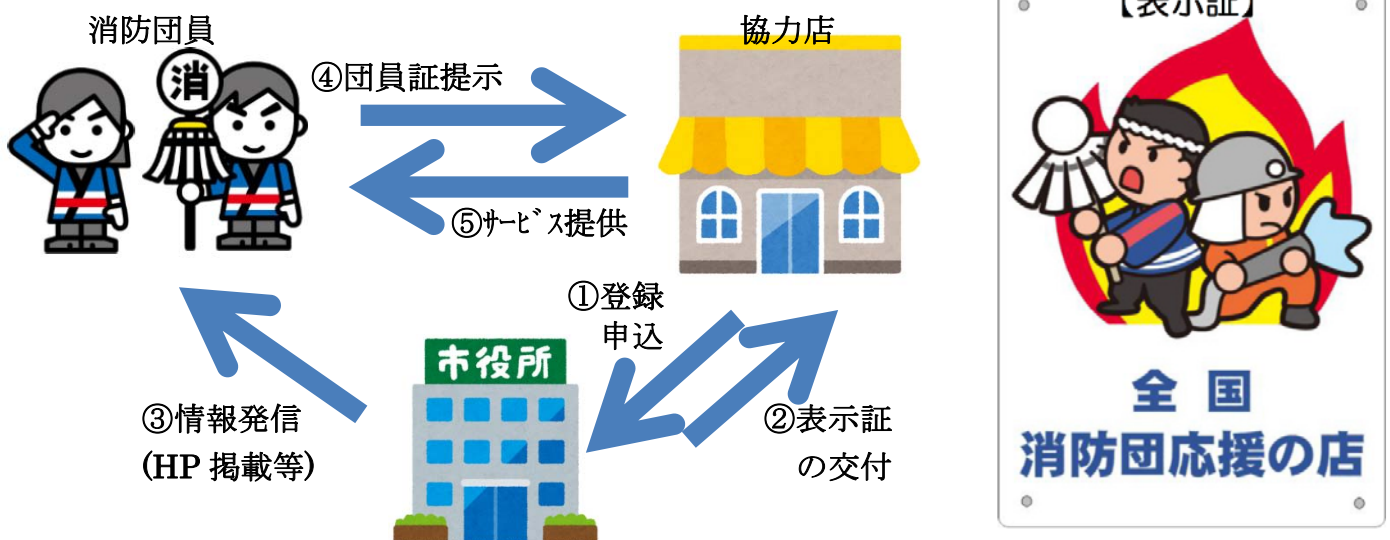 消防団員
消
④団員証提示
協力店
⑤ｻｰﾋﾞｽ提供
①登録
申込
市役所
②表示証
の交付
③情報発信
(HP 掲載等)
【表示証】
全国
消防団応援の店